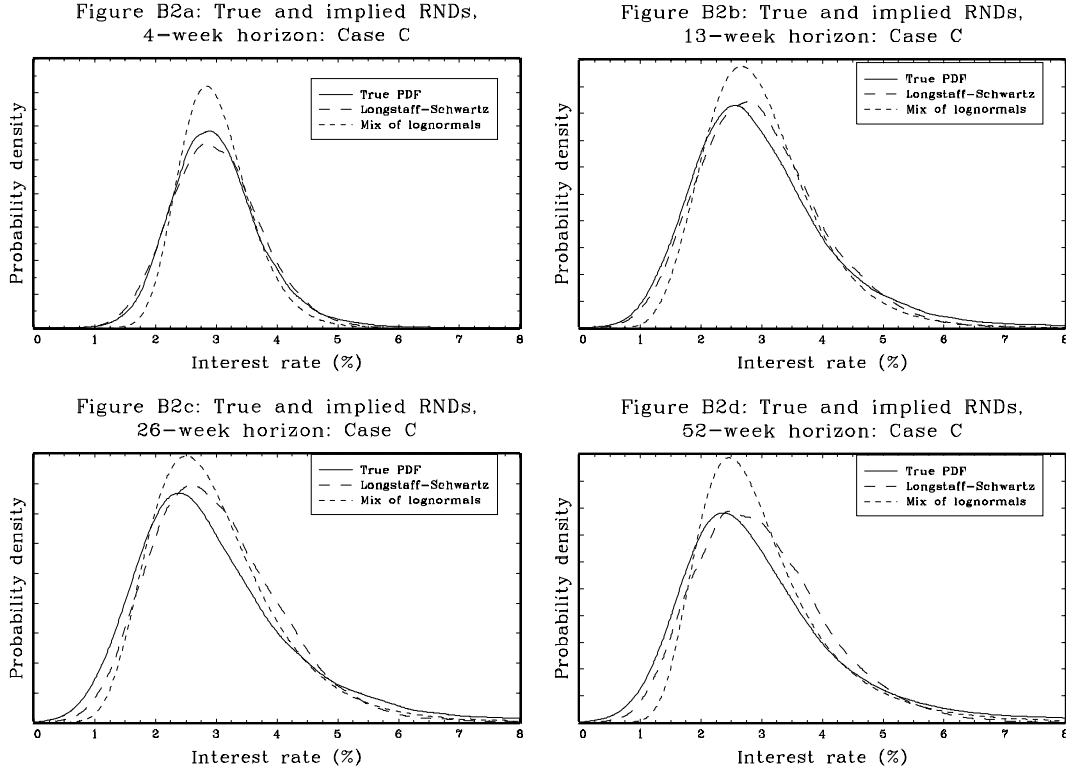 Figure B2a: True and implied RNDs,
4-week horizon: Case C
True PDF
Longstaff-Schwartz
Mix of lognormals
Probability density
0 1 2 3 4 5 6 7 8
Interest rate (%)
Figure B2b: True and implied RNDs,
13-week horizon: Case C
True PDF
Longstaff-Schwartz
Mix of lognormals
Probability density
0 1 2 3 4 5 6 7 8
Interest rate (%)
Figure B2c: True and implied RNDs,
26-week horizon: Case C
True PDF
Longstaff-Schwartz
Mix of lognormals
Probability density
0 1 2 3 4 5 6 7 8
Interest rate (%)
Figure B2d: True and implied RNDs,
52-week horizon: Case C
True PDF
Longstaff-Schwartz
Mix of lognormals
Probability density
0 1 2 3 4 5 6 7 8
Interest rate (%)